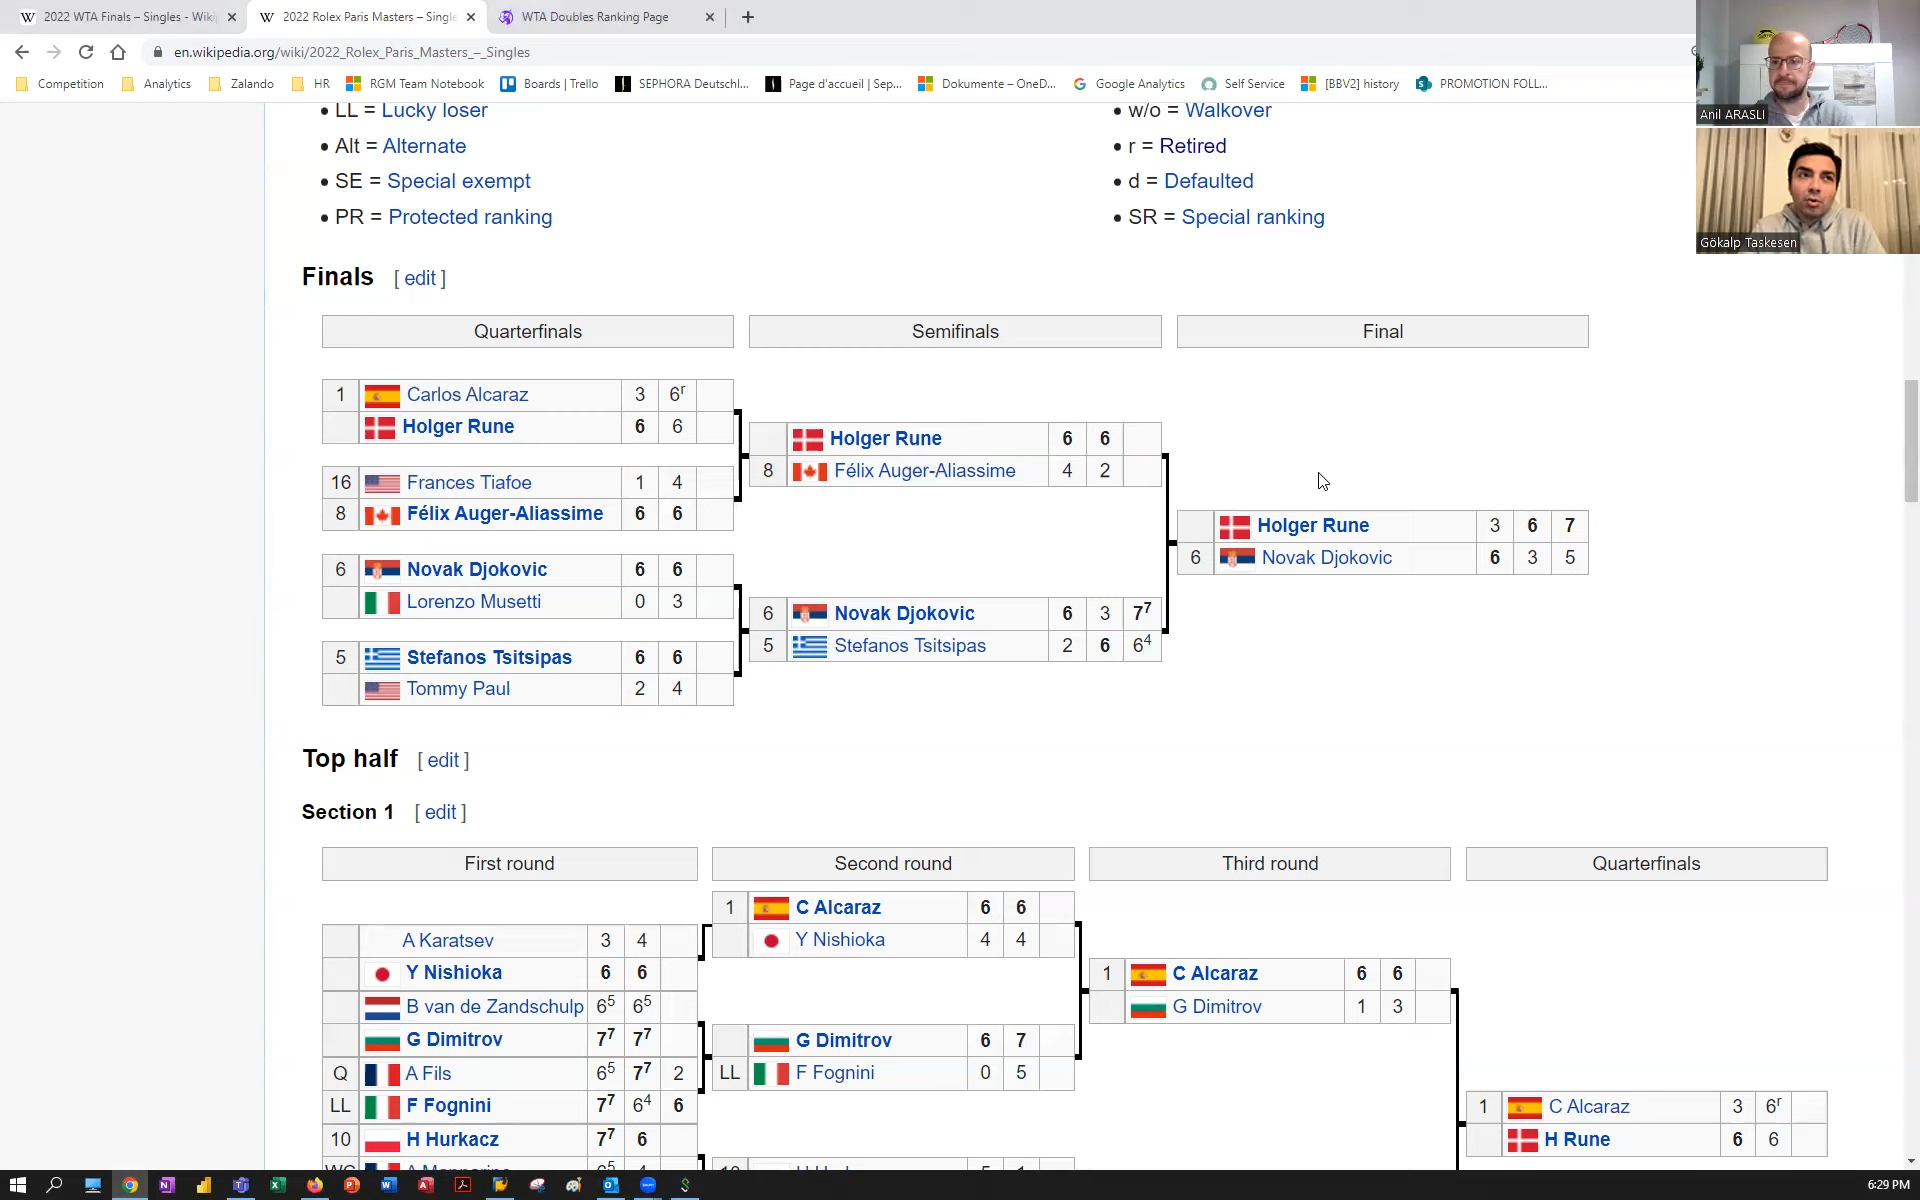 2022 WTA Finals – Singles - Wiki
2022 Rolex Paris Masters – Single
WTA Doubles Ranking Page
en.wikipedia.org/wiki/2022_Rolex_Paris_Masters_–_Singles
Competition Analytics Zalando HR RGM Team Notebook Boards | Trello SEPHORA Deutschl... Page d'accueil | Sep... Dokumente – OneD... Google Analytics Self Service [BBV2] history PROMOTION FOLL...
Anil ARASLI
Gökalp Taskesen
• LL = Lucky loser
• Alt = Alternate
• SE = Special exempt
• PR = Protected ranking
• w/o = Walkover
• r = Retired
• d = Defaulted
• SR = Special ranking
Finals [ edit ]
Quarterfinals Semifinals Final
1 Carlos Alcaraz 3 6r
Holger Rune 6 6
16 Frances Tiafoe 1 4
8 Félix Auger-Aliassime 6 6
6 Novak Djokovic 6 6
Lorenzo Musetti 0 3
5 Stefanos Tsitsipas 6 6
Tommy Paul 2 4
Holger Rune 6 6
8 Félix Auger-Aliassime 4 2
6 Novak Djokovic 6 3 77
5 Stefanos Tsitsipas 2 6 64
Holger Rune 3 6 7
6 Novak Djokovic 6 3 5
Top half [ edit ]
Section 1 [ edit ]
First round Second round Third round Quarterfinals
A Karatsev 3 4
Y Nishioka 6 6
B van de Zandschulp 65 65
G Dimitrov 77 77
Q A Fils 65 77 2
LL F Fognini 77 64 6
10 H Hurkacz 77 6
1 C Alcaraz 6 6
Y Nishioka 4 4
G Dimitrov 6 7
LL F Fognini 0 5
1 C Alcaraz 6 6
G Dimitrov 1 3
1 C Alcaraz 3 6r
H Rune 6 6
6:29 PM